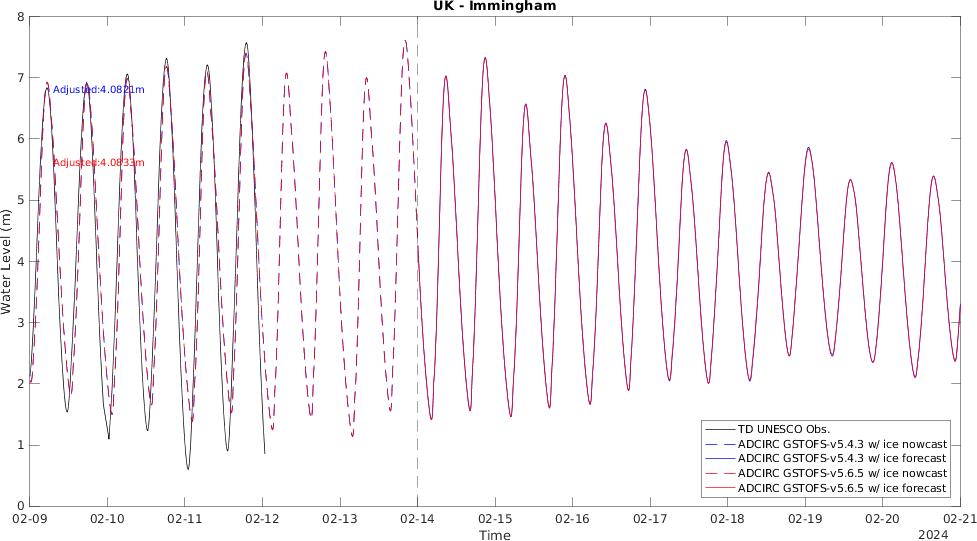 UK - Immingham
8
7
6
5
4
3
2
1
0
Water Level (m)
Adjusted:4.0821m
Adjusted:4.0833m
TD UNESCO Obs.
ADCIRC GSTOFS-v5.4.3 w/ ice nowcast
ADCIRC GSTOFS-v5.4.3 w/ ice forecast
ADCIRC GSTOFS-v5.6.5 w/ ice nowcast
ADCIRC GSTOFS-v5.6.5 w/ ice forecast
02-09 02-10 02-11 02-12 02-13 02-14 02-15 02-16 02-17 02-18 02-19 02-20 02-21
Time
2024